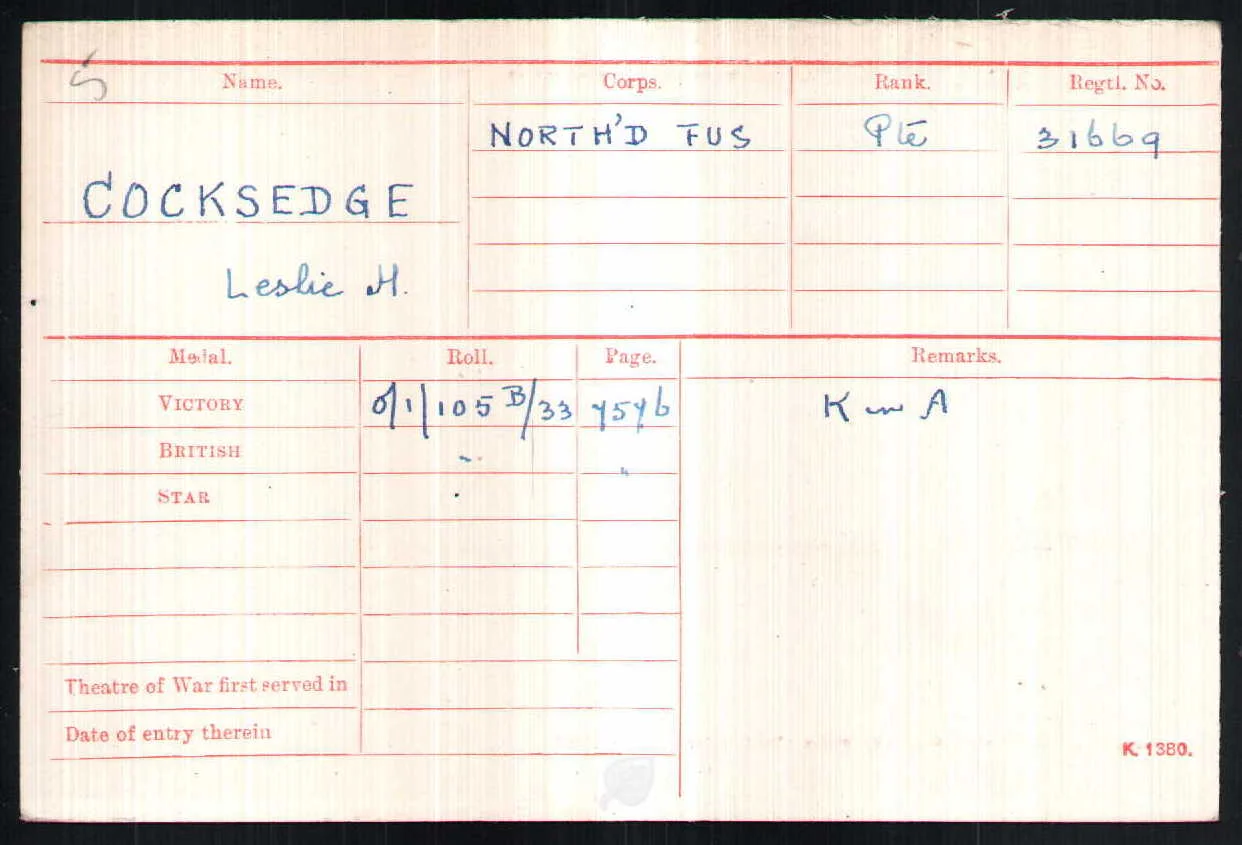 5
Name. Corps. Rank. Regtl. No.
NORTH'D FUS Pte 31669
COCKSEDGE
Leslie H.
Medal. Roll. Page. Remarks.
VICTORY O/1/105 B/33 7576 K in A
BRITISH " "
STAR
Theatre of War first served in
Date of entry therein
K. 1380.